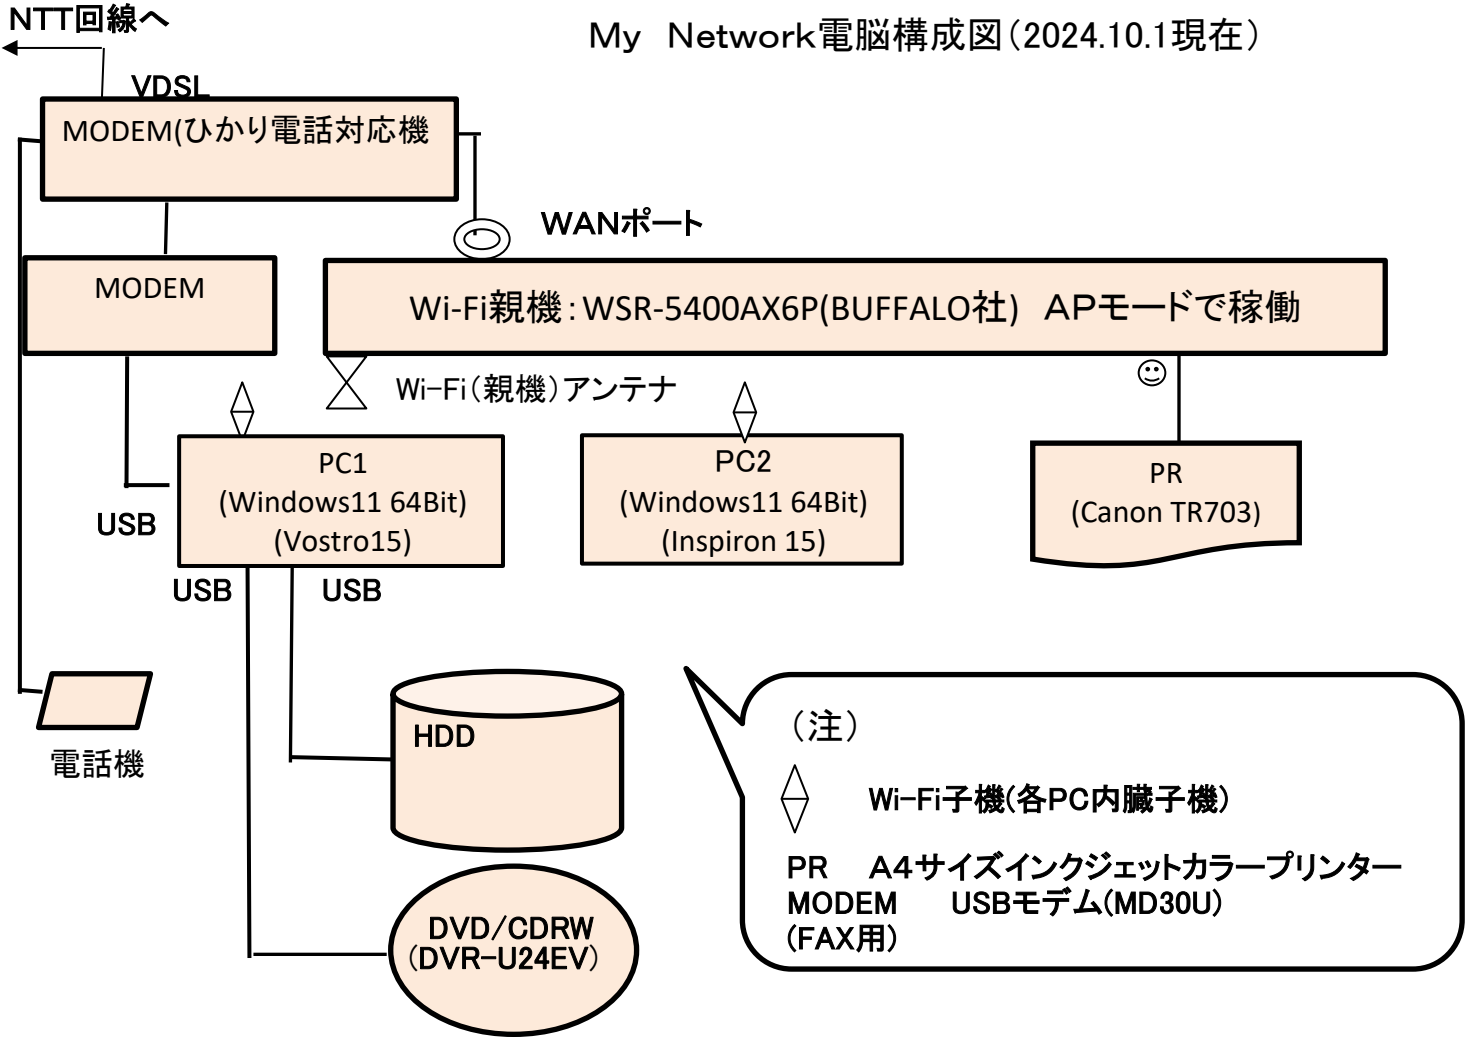 NTT回線へ
My　Network電脳構成図（2024.10.1現在）
VDSL
MODEM(ひかり電話対応機
WANポート
MODEM
Wi-Fi親機：WSR-5400AX6P(BUFFALO社)　APモードで稼働
Wi-Fi（親機）アンテナ
PC1
(Windows11 64Bit)
(Vostro15)
PC2
(Windows11 64Bit)
(Inspiron 15)
PR
(Canon TR703)
USB
USB
USB
電話機
HDD
DVD/CDRW
（DVR-U24EV）
（注）
Wi-Fi子機(各PC内臓子機)
PR　A4サイズインクジェットカラープリンター
MODEM　USBモデム(MD30U)
(FAX用)